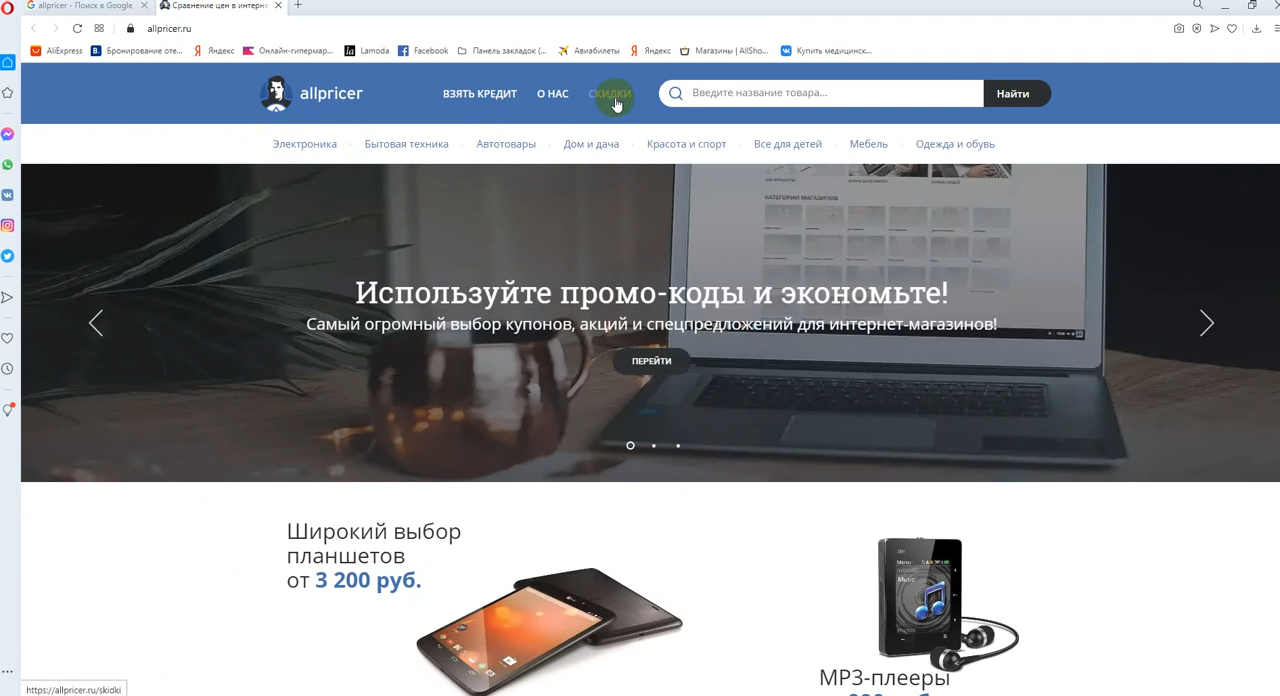 allpricer - Поиск в Google
Сравнение цен в интерне
allpricer.ru
AliExpress
Бронирование оте...
Яндекс
Онлайн-гипермар...
Lamoda
Facebook
Панель закладок (...
Авиабилеты
Яндекс
Магазины | AllSho...
Купить медицинск...
allpricer
ВЗЯТЬ КРЕДИТ
О НАС
СКИДКИ
Введите название товара...
Найти
Электроника
Бытовая техника
Автотовары
Дом и дача
Красота и спорт
Все для детей
Мебель
Одежда и обувь
КАТЕГОРИИ МАГАЗИНОВ
Используйте промо-коды и экономьте!
Самый огромный выбор купонов, акций и спецпредложений для интернет-магазинов!
ПЕРЕЙТИ
Широкий выбор
планшетов
от 3 200 руб.
Menu
Music
MP3-плееры
https://allpricer.ru/skidki